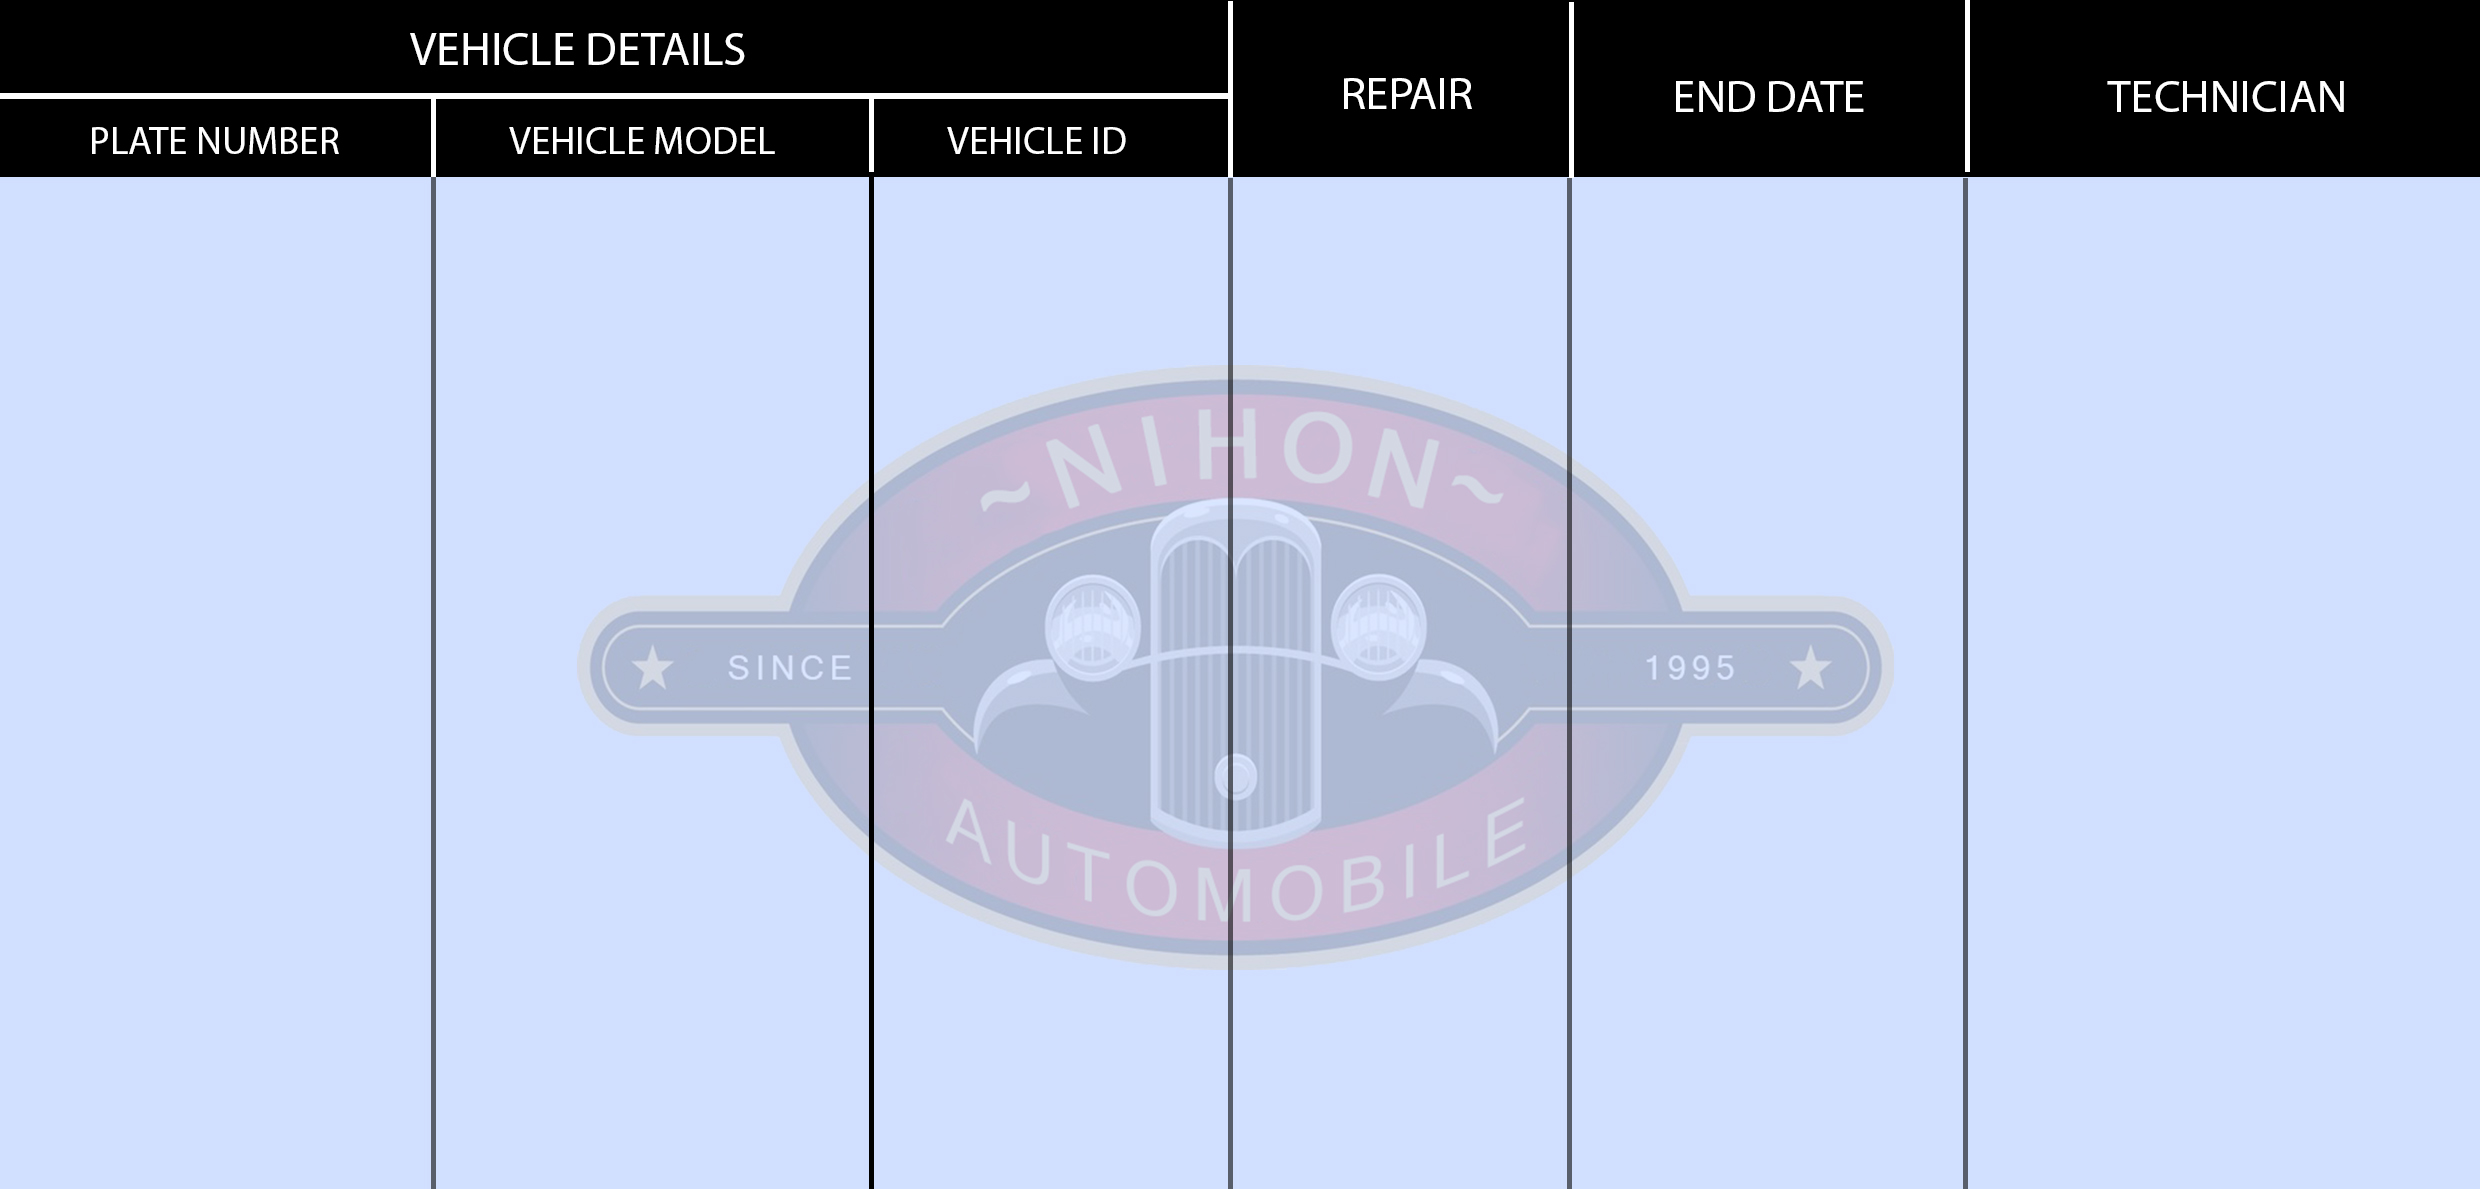 VEHICLE DETAILS
REPAIR
END DATE
TECHNICIAN
PLATE NUMBER
VEHICLE MODEL
VEHICLE ID
~NIHON~
SINCE
1995
AUTOMOBILE